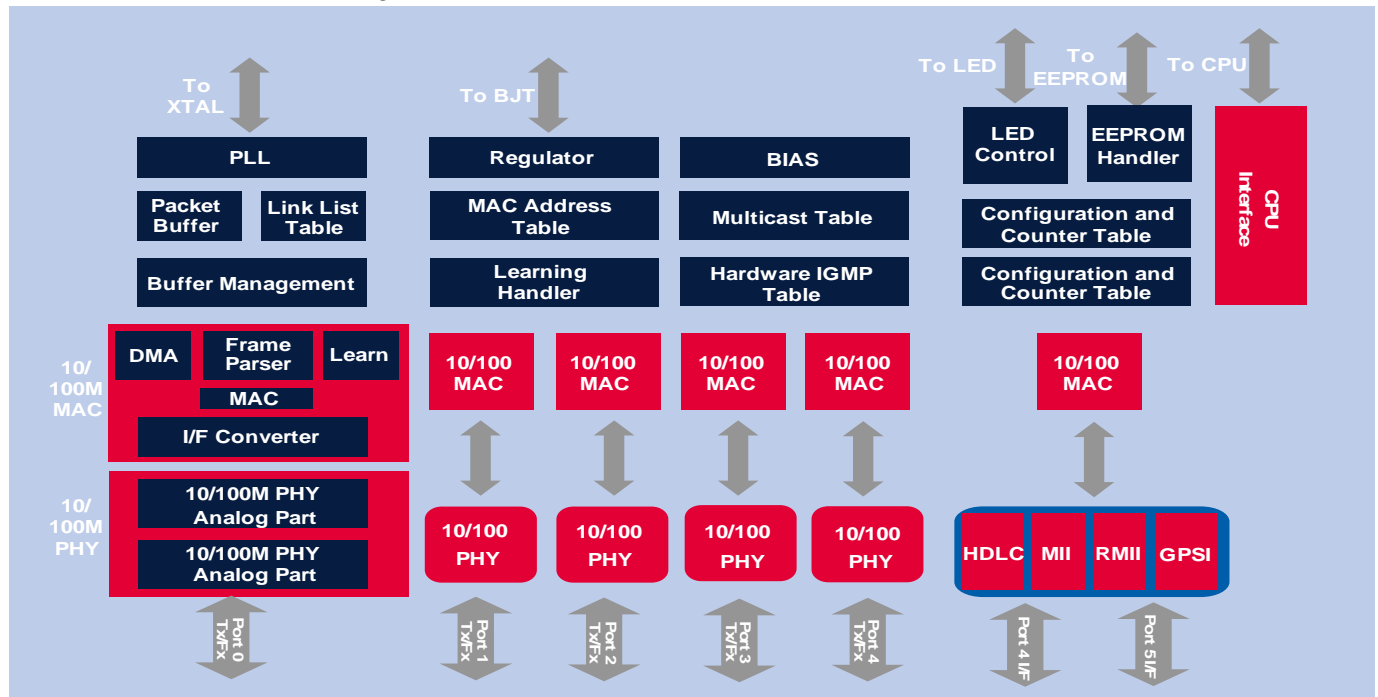 To
XTAL
To BJT
To LED
To
EEPROM
To CPU
PLL
Regulator
BIAS
LED
Control
EEPROM
Handler
CPU
Interface
Packet
Buffer
Link List
Table
MAC Address
Table
Multicast Table
Configuration and
Counter Table
Buffer Management
Learning
Handler
Hardware IGMP
Table
Configuration and
Counter Table
10/
100M
MAC
DMA
Frame
Parser
Learn
MAC
I/F Converter
10/100
MAC
10/100
MAC
10/100
MAC
10/100
MAC
10/100
MAC
10/
100M
PHY
10/100M PHY
Analog Part
10/100M PHY
Analog Part
10/100
PHY
10/100
PHY
10/100
PHY
10/100
PHY
HDLC
MII
RMII
GPSI
Port 0
Tx/Fx
Port 1
Tx/Fx
Port 2
Tx/Fx
Port 3
Tx/Fx
Port 4
Tx/Fx
Port 4 I/F
Port 5 I/F